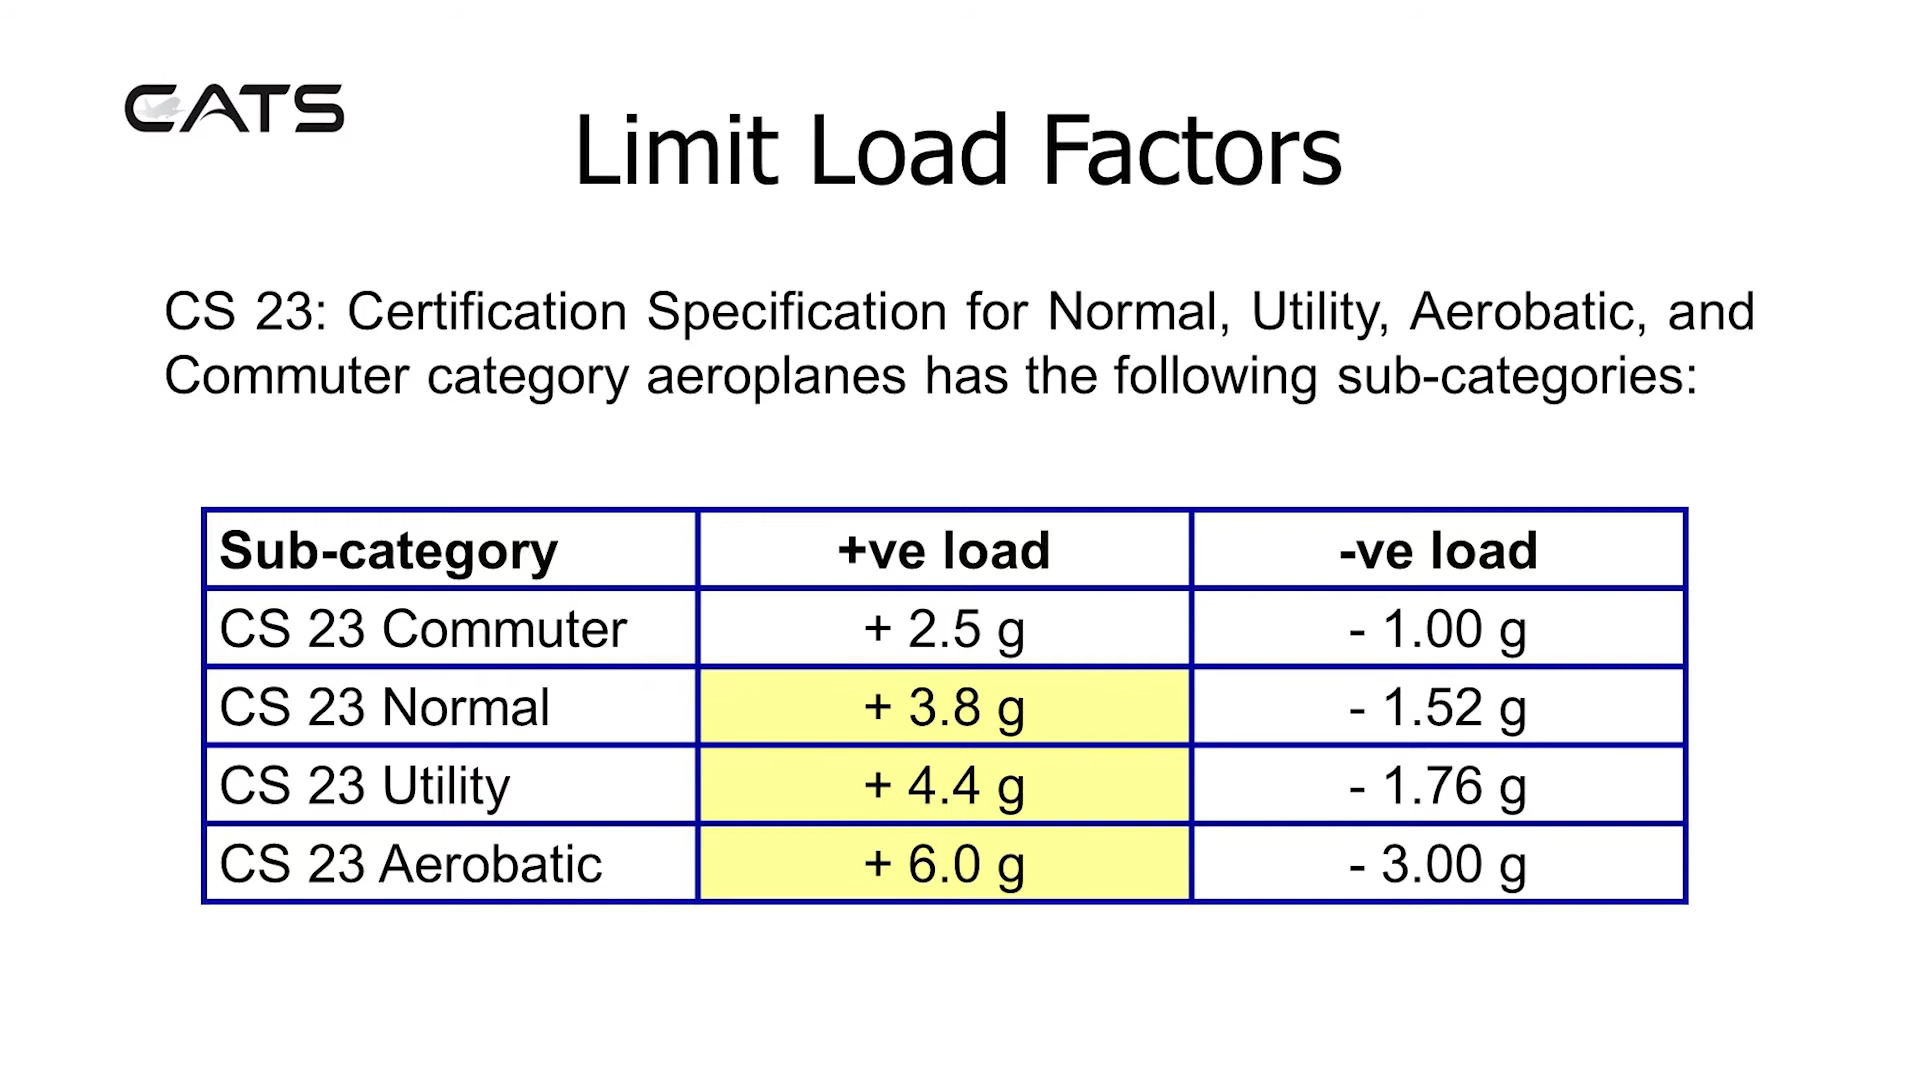 CATS
Limit Load Factors
CS 23: Certification Specification for Normal, Utility, Aerobatic, and
Commuter category aeroplanes has the following sub-categories:
Sub-category +ve load -ve load
CS 23 Commuter + 2.5 g - 1.00 g
CS 23 Normal + 3.8 g - 1.52 g
CS 23 Utility + 4.4 g - 1.76 g
CS 23 Aerobatic + 6.0 g - 3.00 g